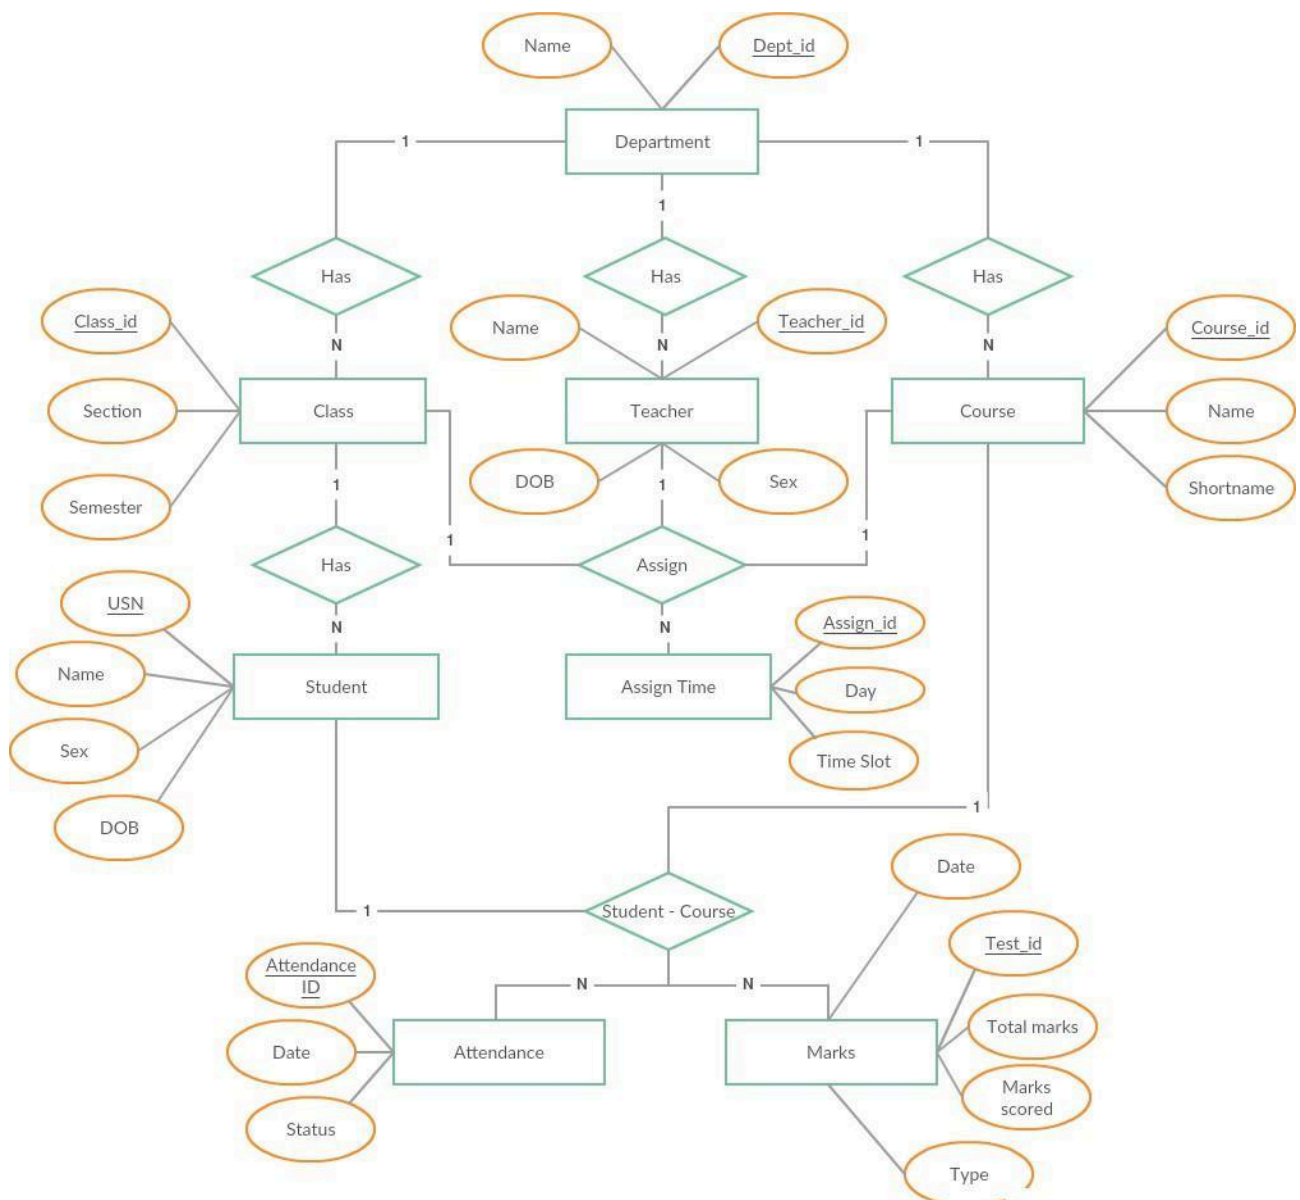 Name
Dept_id
1
Department
1
1
Has
Has
Has
Class_id
Name
Teacher_id
Course_id
N
N
N
Section
Class
Teacher
Course
Name
Semester
1
DOB
1
Sex
Shortname
1
1
Has
Assign
USN
N
N
Assign_id
Name
Student
Assign Time
Day
Sex
Time Slot
DOB
1
Date
1
Student - Course
Test_id
Attendance
ID
N
N
Total marks
Date
Attendance
Marks
Marks
scored
Status
Type